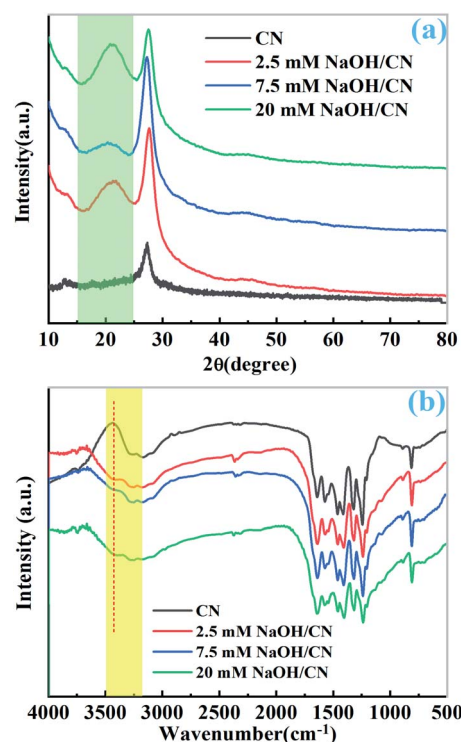 (a)
CN
2.5 mM NaOH/CN
7.5 mM NaOH/CN
20 mM NaOH/CN
Intensity(a.u.)
10 20 30 40 50 60 70 80
2θ(degree)
(b)
Intensity (a.u.)
CN
2.5 mM NaOH/CN
7.5 mM NaOH/CN
20 mM NaOH/CN
4000 3500 3000 2500 2000 1500 1000 500
Wavenumber(cm⁻¹)